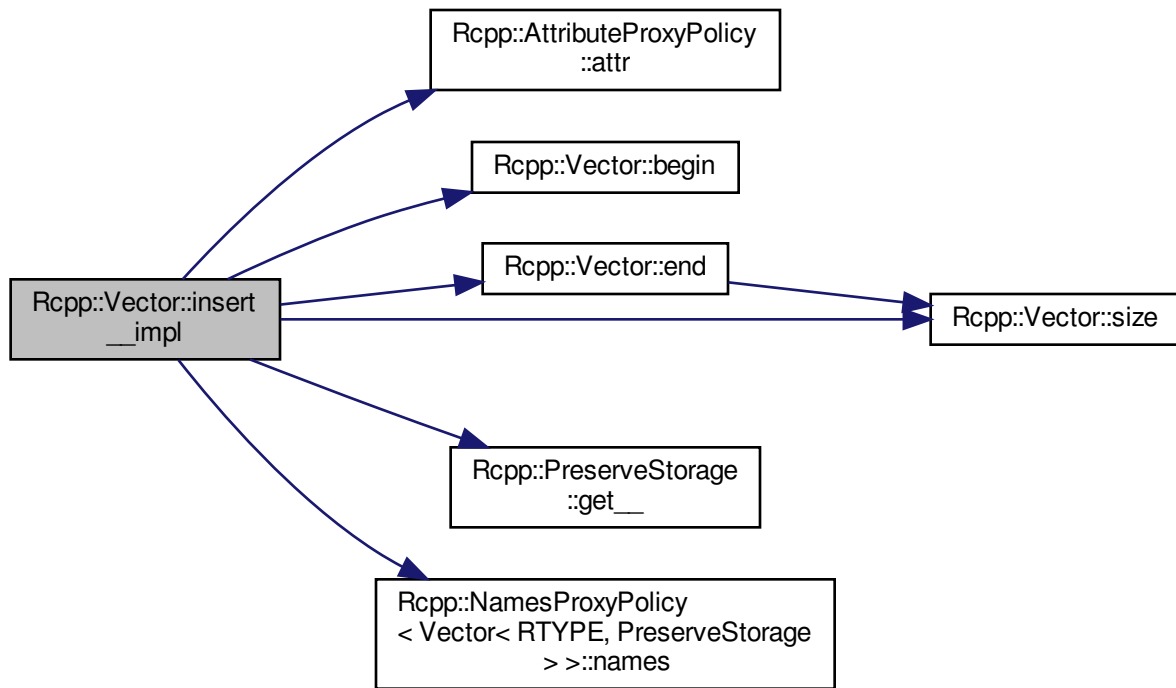 Rcpp::AttributeProxyPolicy
::attr
Rcpp::Vector::begin
Rcpp::Vector::end
Rcpp::Vector::insert
__impl
Rcpp::Vector::size
Rcpp::PreserveStorage
::get__
Rcpp::NamesProxyPolicy
< Vector< RTYPE, PreserveStorage
> >::names